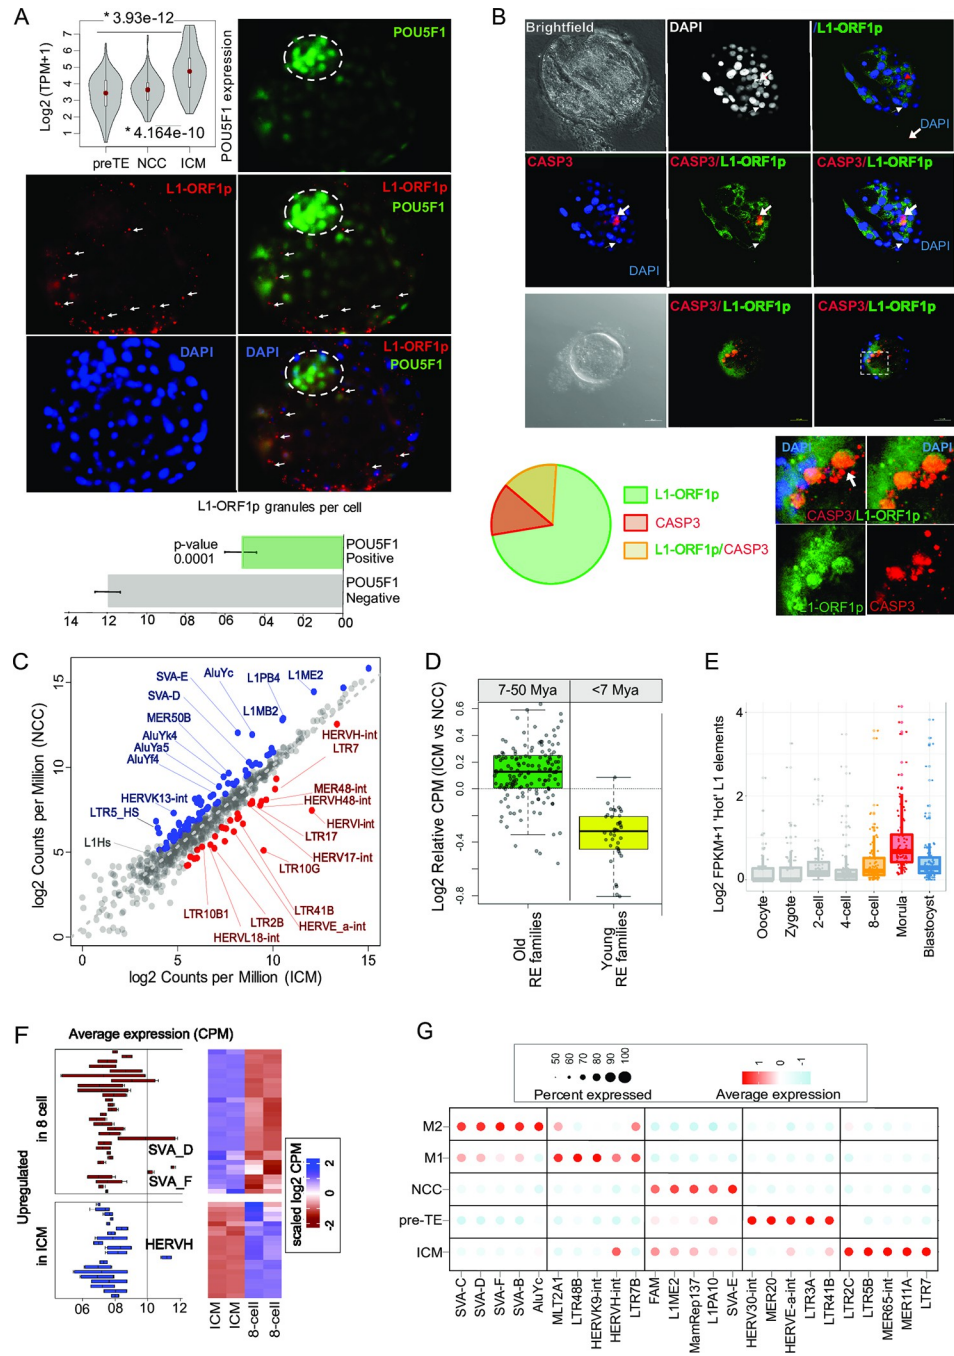 A
* 3.93e-12
Log2 (TPM+1)
7
6
5
4
3
2
1
* 4.164e-10
preTE NCC ICM
POU5F1 expression
POU5F1
L1-ORF1p
L1-ORF1p
POU5F1
DAPI
DAPI
L1-ORF1p
POU5F1
L1-ORF1p granules per cell
p-value
0.0001
POU5F1
Positive
POU5F1
Negative
14 12 10 08 06 04 02 00
B
Brightfield
DAPI
/L1-ORF1p
DAPI
CASP3
DAPI
CASP3/L1-ORF1p
CASP3/L1-ORF1p
DAPI
CASP3/L1-ORF1p
CASP3/L1-ORF1p
L1-ORF1p
CASP3
L1-ORF1p/CASP3
DAPI
DAPI
CASP3/L1-ORF1p
L1-ORF1p
CASP3
C
log2 Counts per Million (NCC)
15
10
5
0
SVA-E
AluYc
L1PB4
L1ME2
SVA-D
L1MB2
MER50B
AluYk4
AluYa5
AluYf4
HERVK13-int
LTR5_HS
L1Hs
HERVH-int
LTR7
MER48-int
HERVH48-int
HERVI-int
LTR17
HERV17-int
LTR10G
LTR41B
LTR10B1
LTR2B
HERVE_a-int
HERVL18-int
0 5 10 15
log2 Counts per Million (ICM)
D
Log2 Relative CPM (ICM vs NCC)
7-50 Mya
<7 Mya
0.6
0.4
0.2
0.0
-0.4
-0.8
Old
RE families
Young
RE families
E
Log2 FPKM+1 'Hot' L1 elements
4
2
0
Oocyte
Zygote
2-cell
4-cell
8-cell
Morula
Blastocyst
F
Average expression (CPM)
Upregulated
in 8 cell
in ICM
SVA_D
SVA_F
HERVH
06 08 10 12
ICM
ICM
8-cell
8-cell
scaled log2 CPM
2
0
-2
G
50
60
70
80
90
100
Percent expressed
1
0
-1
Average expression
M2
M1
NCC
pre-TE
ICM
SVA-C
SVA-D
SVA-F
SVA-B
AluYc
MLT2A1
LTR48B
HERVK9-int
HERVH-int
LTR7B
FAM
L1ME2
MamRep137
L1PA10
SVA-E
HERV30-int
MER20
HERVE-a-int
LTR3A
LTR41B
LTR2C
LTR5B
MER65-int
MER11A
LTR7